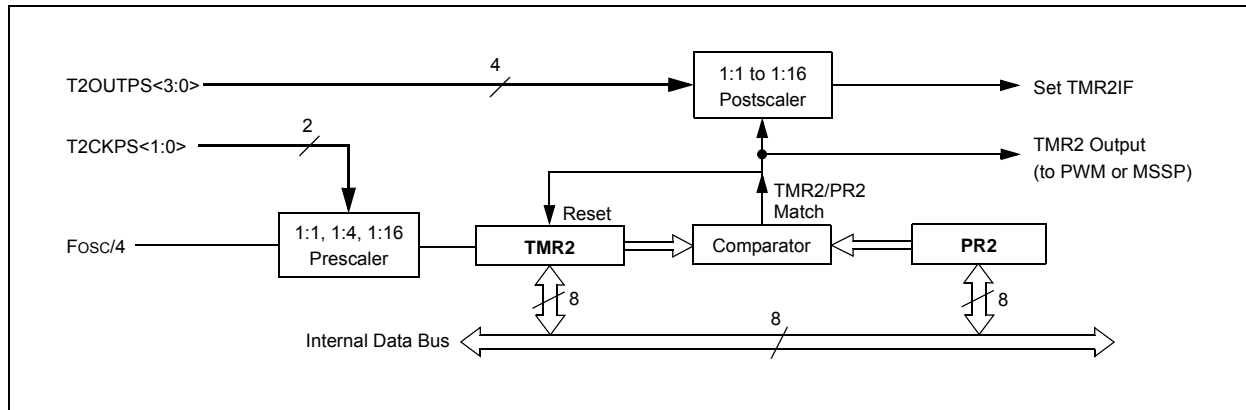 T2OUTPS<3:0>
4
1:1 to 1:16
Postscaler
Set TMR2IF
T2CKPS<1:0>
2
TMR2 Output
(to PWM or MSSP)
TMR2/PR2
Match
Reset
FOSC/4
1:1, 1:4, 1:16
Prescaler
TMR2
Comparator
PR2
8
8
8
Internal Data Bus